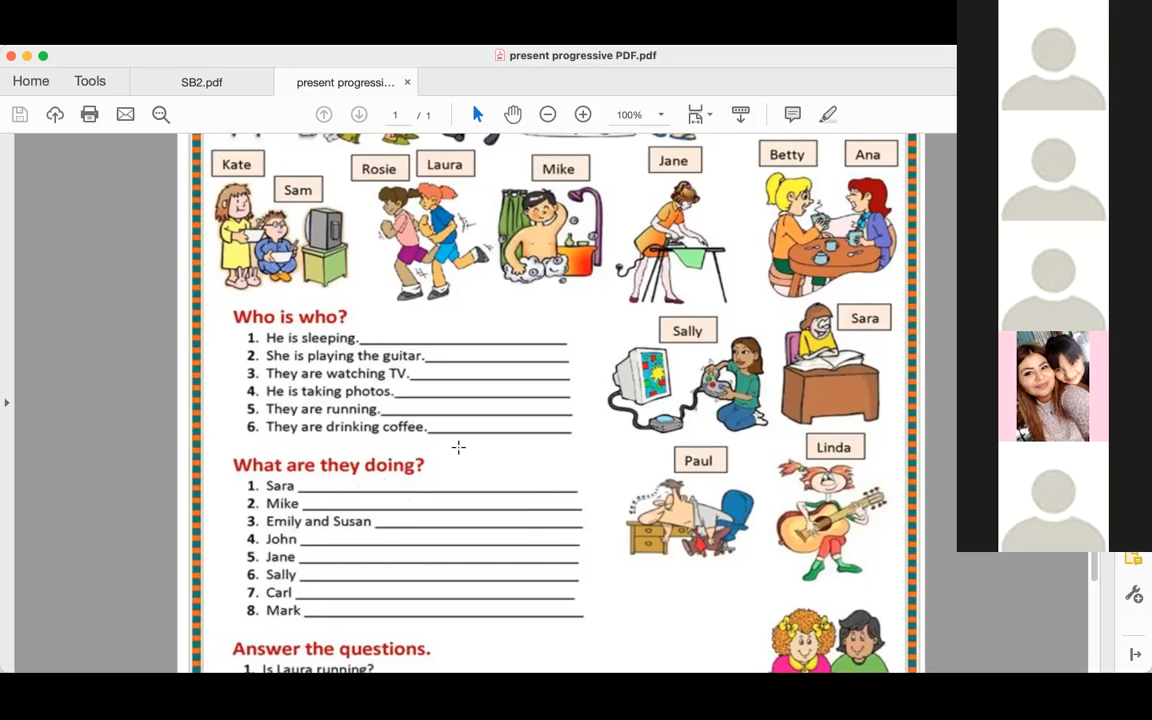 present progressive PDF.pdf
Home Tools SB2.pdf present progressi... ×
1 / 1 100%
Kate Rosie Laura Mike Jane Betty Ana
Sam
Who is who?
1. He is sleeping.
2. She is playing the guitar.
3. They are watching TV.
4. He is taking photos.
5. They are running.
6. They are drinking coffee.
Sally Sara
What are they doing?
1. Sara
2. Mike
3. Emily and Susan
4. John
5. Jane
6. Sally
7. Carl
8. Mark
Paul Linda
Answer the questions.
1. Is Laura running?